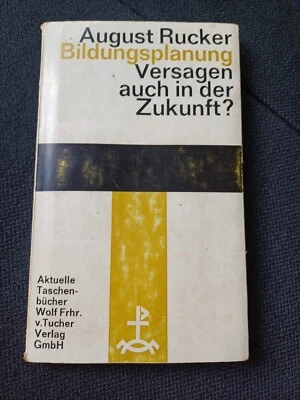 August Rucker
Bildungsplanung
Versagen
auch in der
Zukunft?
Aktuelle
Taschen-
bücher
Wolf Frhr.
v.Tucher
Verlag
GmbH